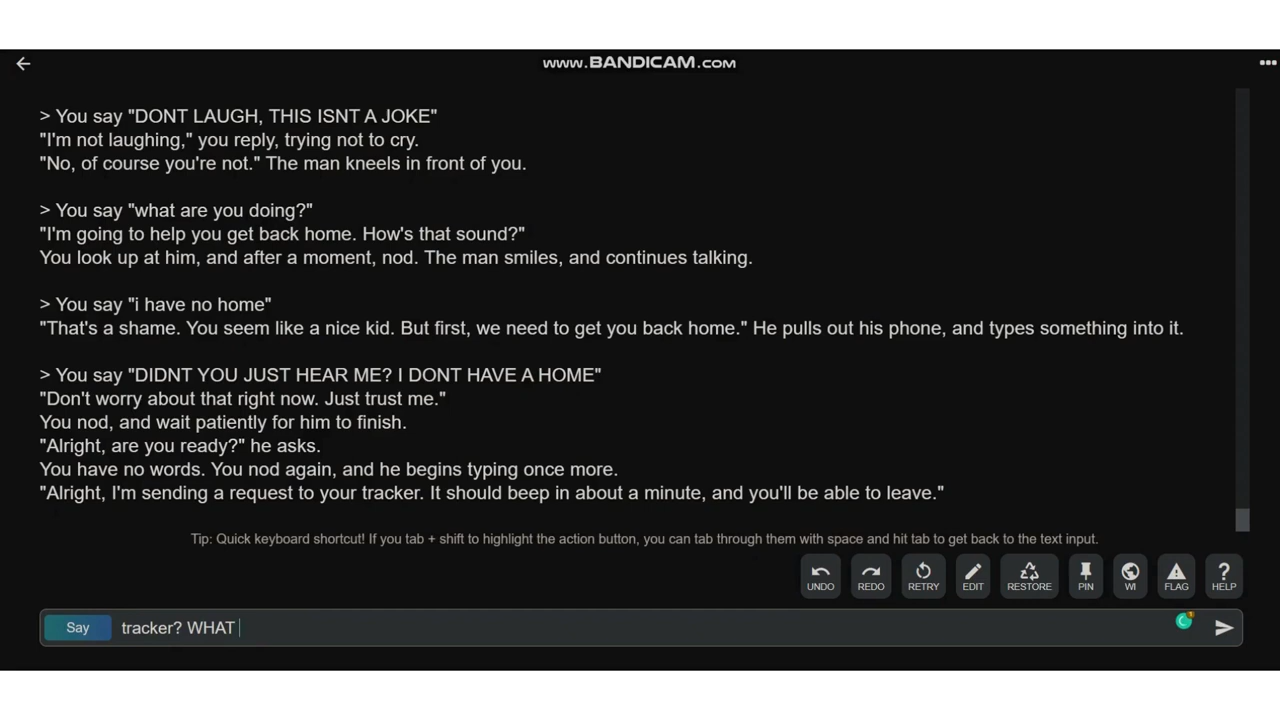 www.BANDICAM.com
> You say "DONT LAUGH, THIS ISNT A JOKE"
"I'm not laughing," you reply, trying not to cry.
"No, of course you're not." The man kneels in front of you.
> You say "what are you doing?"
"I'm going to help you get back home. How's that sound?"
You look up at him, and after a moment, nod. The man smiles, and continues talking.
> You say "i have no home"
"That's a shame. You seem like a nice kid. But first, we need to get you back home." He pulls out his phone, and types something into it.
> You say "DIDNT YOU JUST HEAR ME? I DONT HAVE A HOME"
"Don't worry about that right now. Just trust me."
You nod, and wait patiently for him to finish.
"Alright, are you ready?" he asks.
You have no words. You nod again, and he begins typing once more.
"Alright, I'm sending a request to your tracker. It should beep in about a minute, and you'll be able to leave."
Tip: Quick keyboard shortcut! If you tab + shift to highlight the action button, you can tab through them with space and hit tab to get back to the text input.
UNDO REDO RETRY EDIT RESTORE PIN WI FLAG ? HELP
Say tracker? WHAT 1